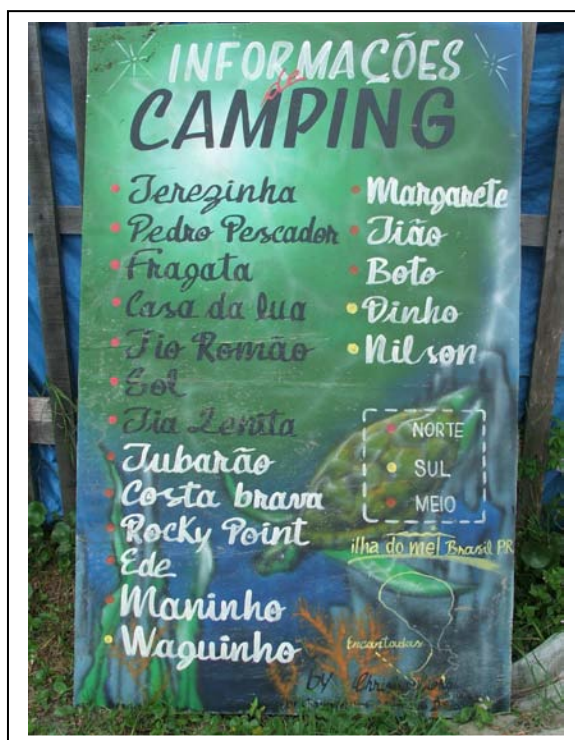 INFORMAÇÕES
de
CAMPING
Terezinha
Pedro Pescador
Fragata
Casa da lua
Tio Romão
Sol
Tia Zenita
Tubarão
Costa brava
Rocky Point
Ede
Maninho
Waguinho
Margarete
Tião
Boto
Dinho
Nilson
NORTE
SUL
MEIO
ilha do mel Brasil PR
Encantadas
by